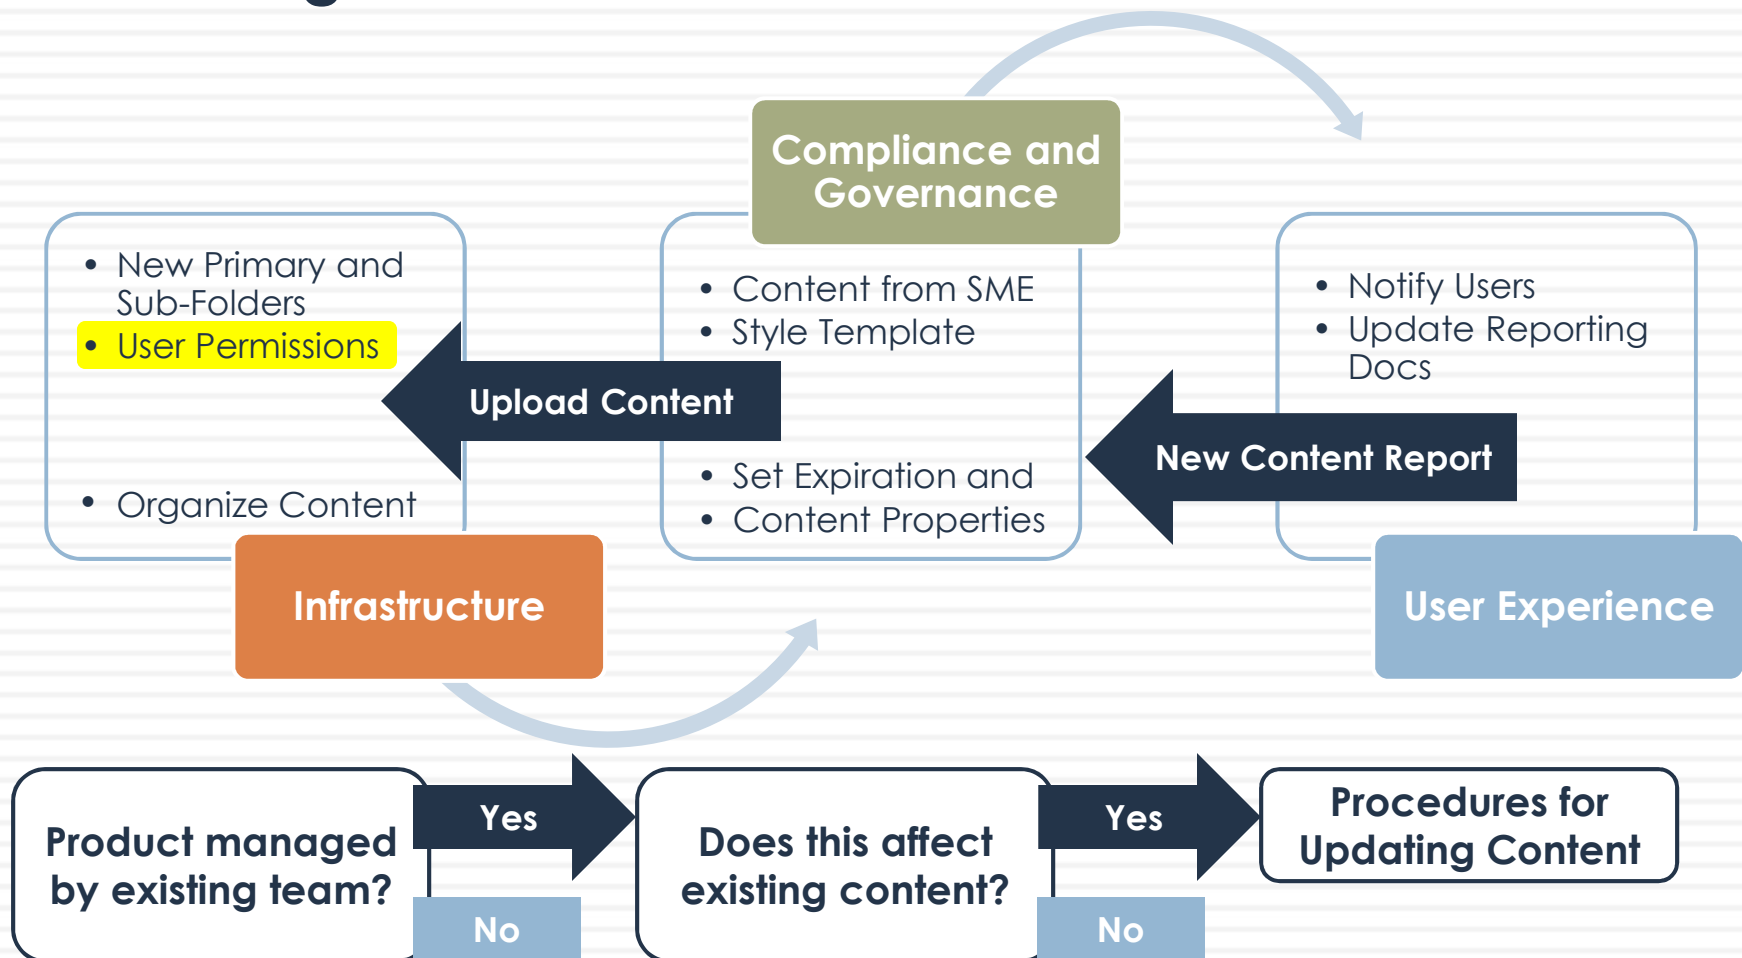 Compliance and
Governance
• New Primary and
Sub-Folders
• User Permissions
• Organize Content
Infrastructure
Upload Content
• Content from SME
• Style Template
• Set Expiration and
• Content Properties
New Content Report
• Notify Users
• Update Reporting
Docs
User Experience
Product managed
by existing team?
Yes
No
Does this affect
existing content?
Yes
No
Procedures for
Updating Content